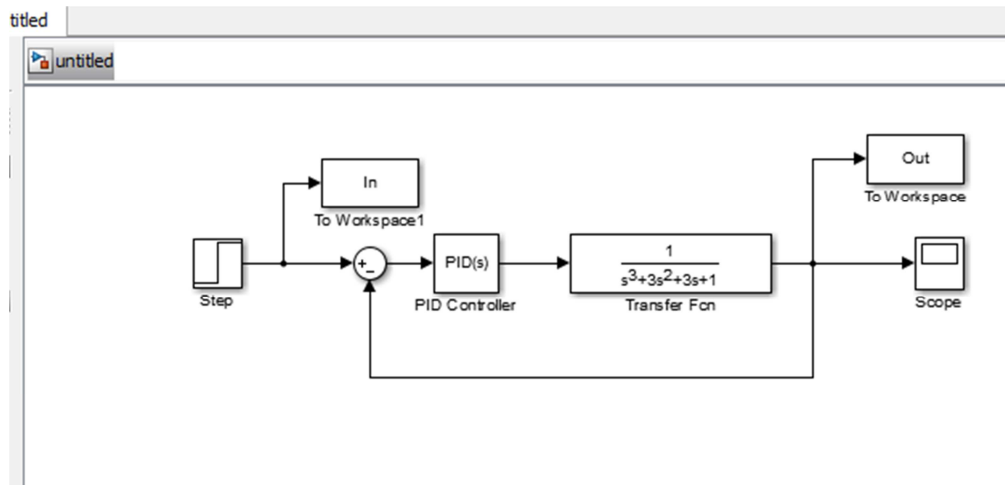 titled
untitled
Out
To Workspace
In
To Workspace1
Step
+
-
PID(s)
PID Controller
1
s³+3s²+3s+1
Transfer Fcn
Scope